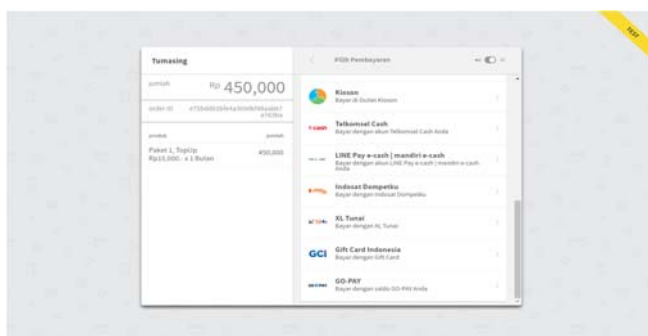 TEST
Tumasing
jumlah Rp 450,000
order ID
produk jumlah
Paket 1, TopUp 450,000
Rp15,000.- x 1 Bulan
Pilih Pembayaran
Kioson
Bayar di Outlet Kioson
Telkomsel Cash
Bayar dengan akun Telkomsel Cash Anda
LINE Pay e-cash | mandiri e-cash
Bayar dengan akun LINE Pay e-cash | mandiri e-cash
Anda
Indosat Dompetku
Bayar dengan Indosat Dompetku
XL Tunai
Bayar dengan XL Tunai
GCI
Gift Card Indonesia
Bayar dengan Gift Card
GO-PAY
Bayar dengan saldo GO-PAY Anda